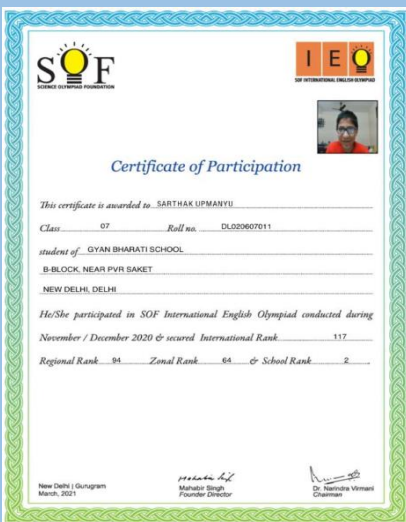 SOF
SCIENCE OLYMPIAD FOUNDATION
IEO
SOF INTERNATIONAL ENGLISH OLYMPIAD
Certificate of Participation
This certificate is awarded to SARTHAK UPMANYU
Class 07 Roll no. DL020607011
student of GYAN BHARATI SCHOOL
B-BLOCK, NEAR PVR SAKET
NEW DELHI, DELHI
He/She participated in SOF International English Olympiad conducted during
November / December 2020 & secured International Rank 117
Regional Rank 94 Zonal Rank 64 & School Rank 2.
New Delhi | Gurugram
March, 2021
Mahabir Singh
Founder Director
Dr. Narindra Virmani
Chairman